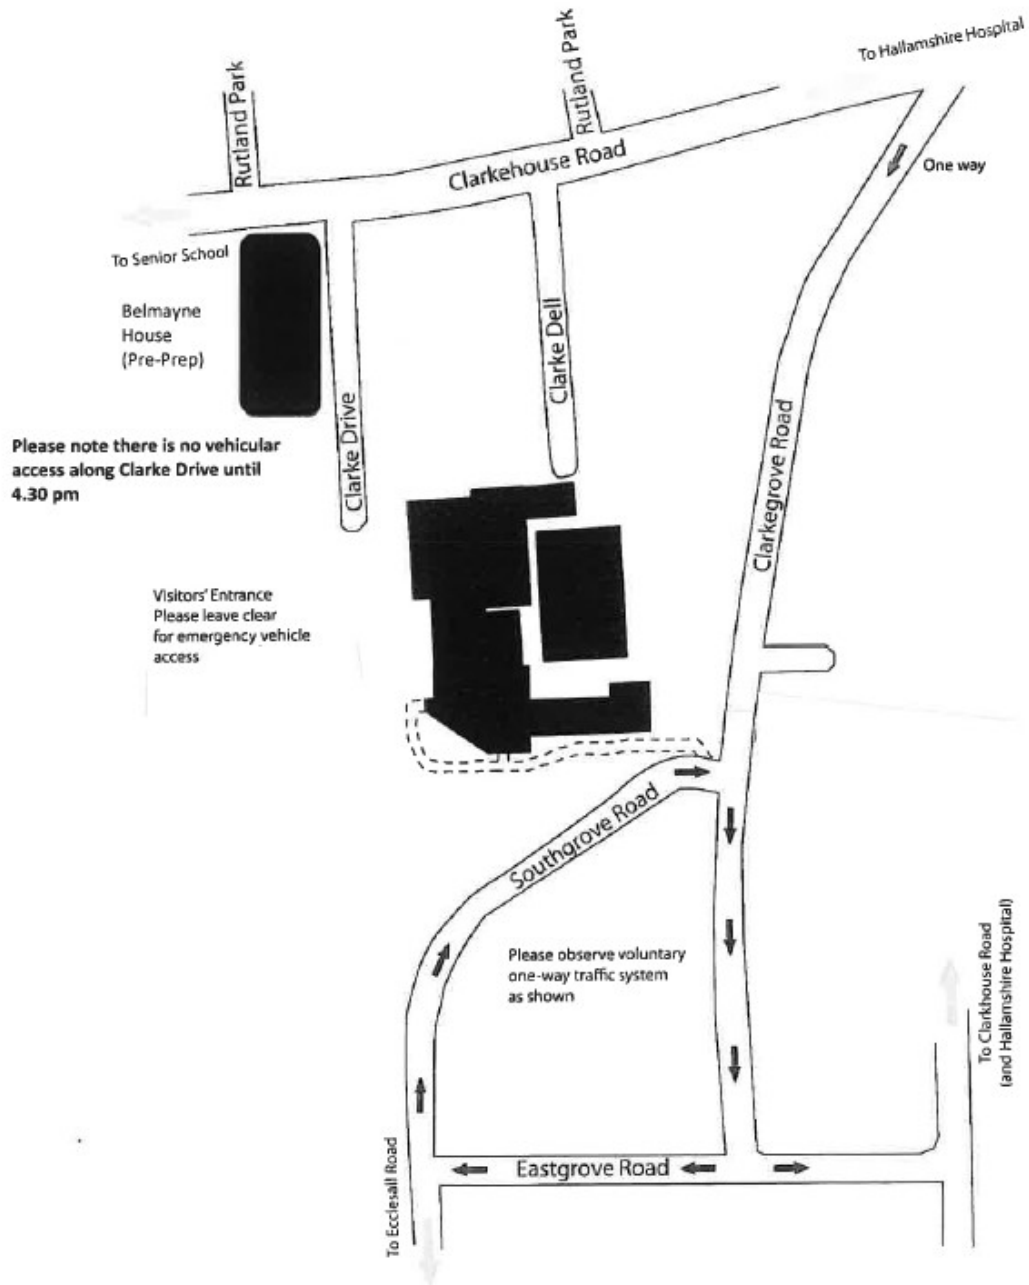 Rutland Park
Rutland Park
To Hallamshire Hospital
Clarkehouse Road
One way
To Senior School
Belmayne
House
(Pre-Prep)
Clarke Drive
Clarke Dell
Clarkegrove Road
Please note there is no vehicular
access along Clarke Drive until
4.30 pm
Visitors' Entrance
Please leave clear
for emergency vehicle
access
Southgrove Road
Please observe voluntary
one-way traffic system
as shown
To Clarkhouse Road
(and Hallamshire Hospital)
To Ecclesall Road
Eastgrove Road